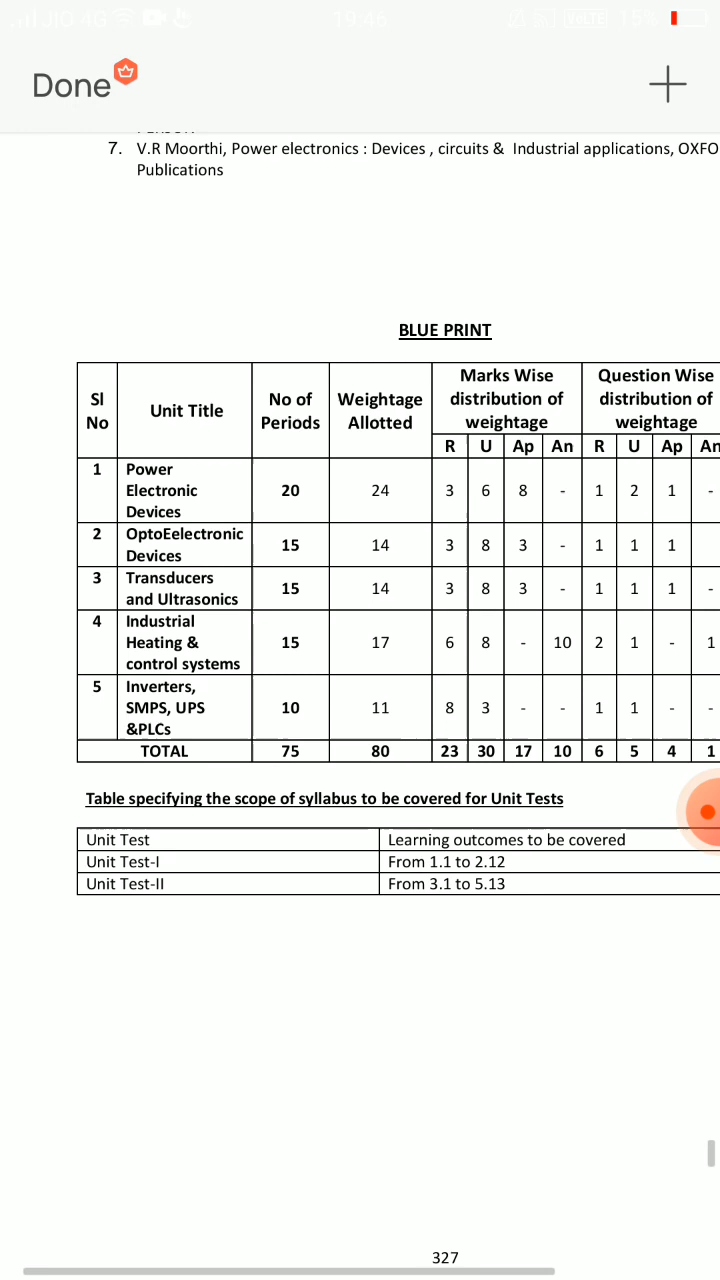 JIO 4G 19:46 VoLTE 15%
Done
7. V.R Moorthi, Power electronics : Devices , circuits & Industrial applications, OXFO
Publications
BLUE PRINT
Sl No Unit Title No of Periods Weightage Allotted Marks Wise distribution of weightage Question Wise distribution of weightage
R U Ap An R U Ap An
1 Power Electronic Devices 20 24 3 6 8 - 1 2 1 -
2 OptoEelectronic Devices 15 14 3 8 3 - 1 1 1
3 Transducers and Ultrasonics 15 14 3 8 3 - 1 1 1 -
4 Industrial Heating & control systems 15 17 6 8 - 10 2 1 - 1
5 Inverters, SMPS, UPS &PLCs 10 11 8 3 - - 1 1 - -
TOTAL 75 80 23 30 17 10 6 5 4 1
Table specifying the scope of syllabus to be covered for Unit Tests
Unit Test Learning outcomes to be covered
Unit Test-I From 1.1 to 2.12
Unit Test-II From 3.1 to 5.13
327